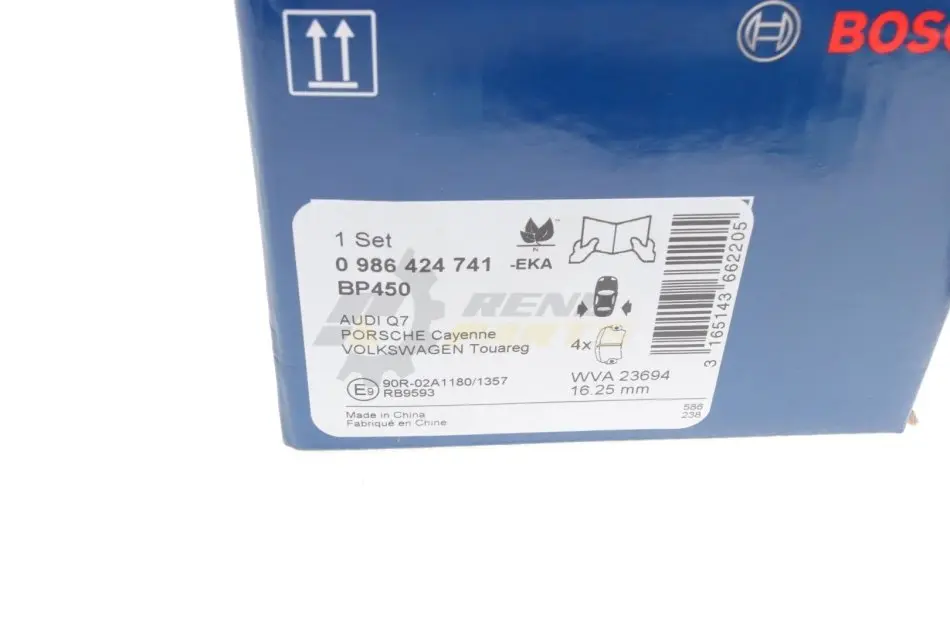 BOSC
1 Set
0 986 424 741 -EKA
BP450
AUDI Q7
PORSCHE Cayenne
VOLKSWAGEN Touareg
4x
E9 90R-02A1180/1357
RB9593
WVA 23694
16.25 mm
Made in China
Fabriqué en Chine
586
238
3 165143 662205